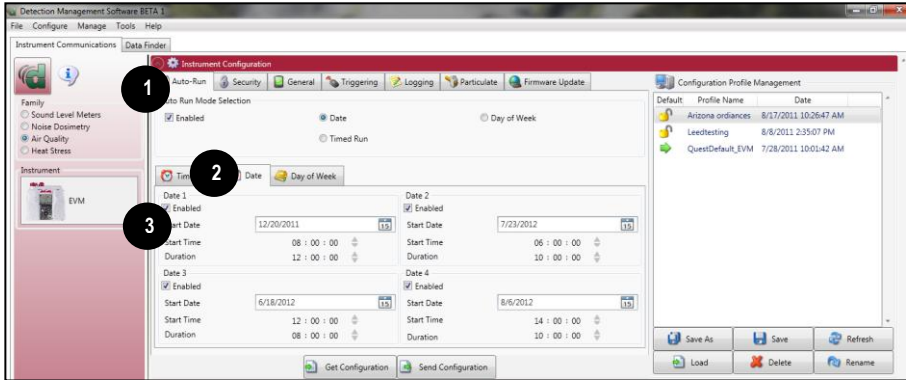 Detection Management Software BETA 1
File Configure Manage Tools Help
Instrument Communications Data Finder
Family
Sound Level Meters
Noise Dosimetry
Air Quality
Heat Stress
Instrument
EVM
Instrument Configuration
1
Auto-Run Security General Triggering Logging Particulate Firmware Update
Auto Run Mode Selection
Enabled Date Day of Week
Timed Run
2
Date Day of Week
3
Date 1
Enabled
Start Date 12/20/2011 15
Start Time 08 : 00 : 00
Duration 12 : 00 : 00
Date 2
Enabled
Start Date 7/23/2012 15
Start Time 06 : 00 : 00
Duration 10 : 00 : 00
Date 3
Enabled
Start Date 6/18/2012 15
Start Time 12 : 00 : 00
Duration 08 : 00 : 00
Date 4
Enabled
Start Date 8/6/2012 15
Start Time 14 : 00 : 00
Duration 10 : 00 : 00
Get Configuration Send Configuration
Configuration Profile Management
Default Profile Name Date
Arizona ordiances 8/17/2011 10:26:47 AM
Leedtesting 8/8/2011 2:35:07 PM
QuestDefault_EVM 7/28/2011 10:01:42 AM
Save As Save Refresh
Load Delete Rename